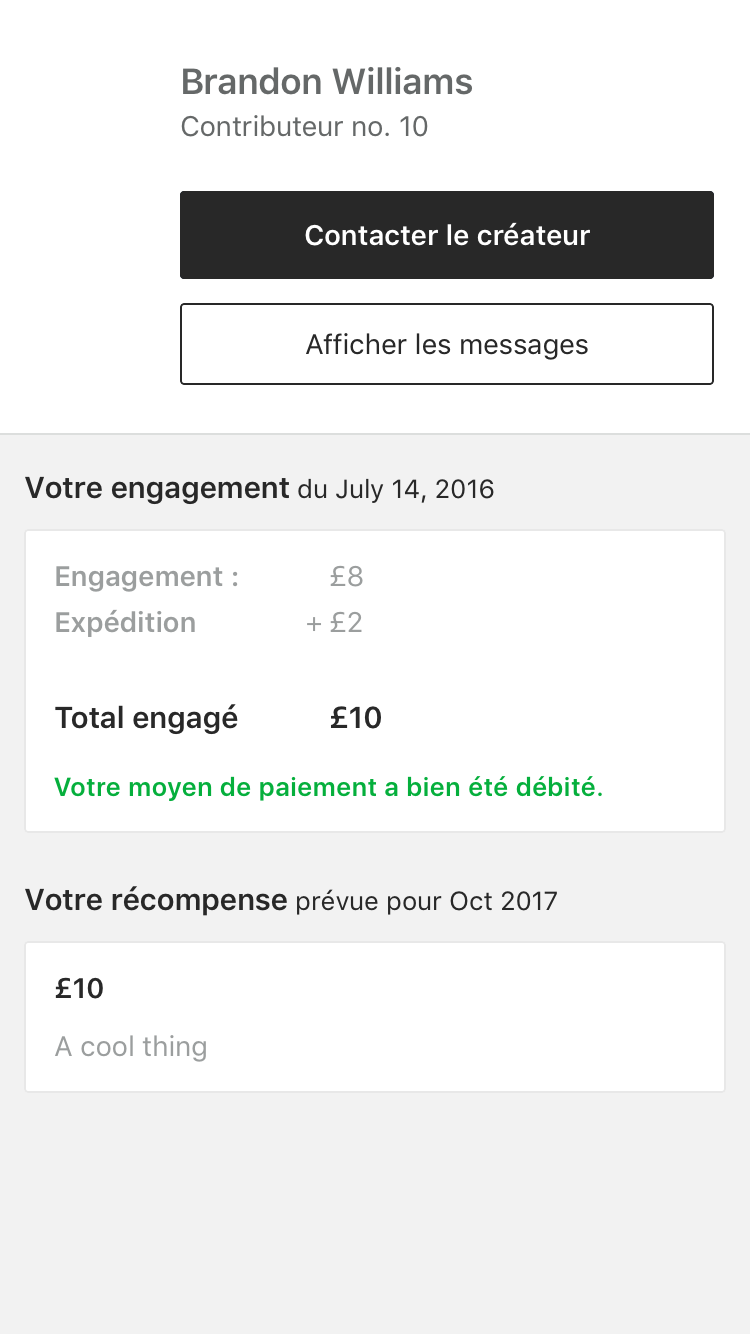 Brandon Williams
Contributeur no. 10
Contacter le créateur
Afficher les messages
Votre engagement du July 14, 2016
Engagement : £8
Expédition + £2
Total engagé £10
Votre moyen de paiement a bien été débité.
Votre récompense prévue pour Oct 2017
£10
A cool thing